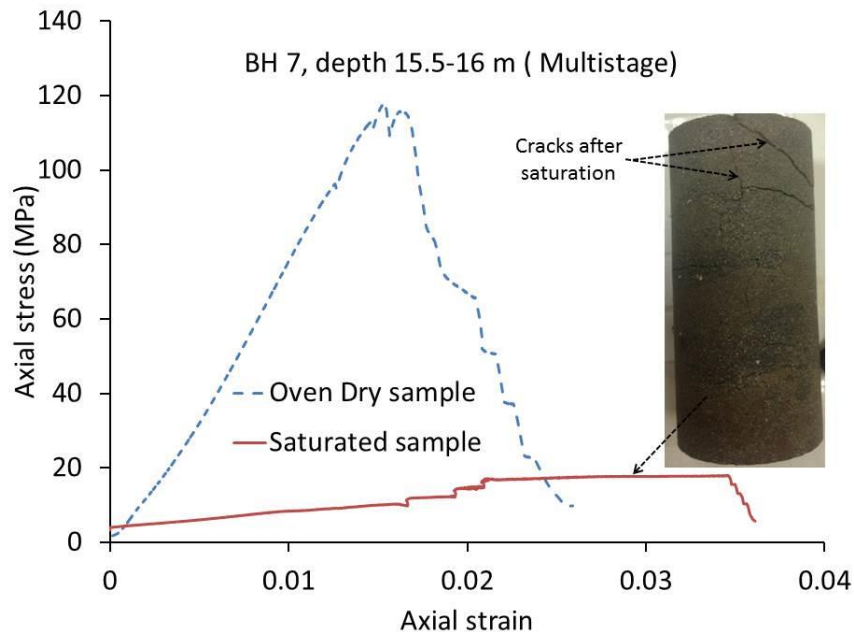 140
120
100
80
60
40
20
0
Axial stress (MPa)
BH 7, depth 15.5-16 m ( Multistage)
Cracks after
saturation
Oven Dry sample
Saturated sample
0
0.01
0.02
0.03
0.04
Axial strain